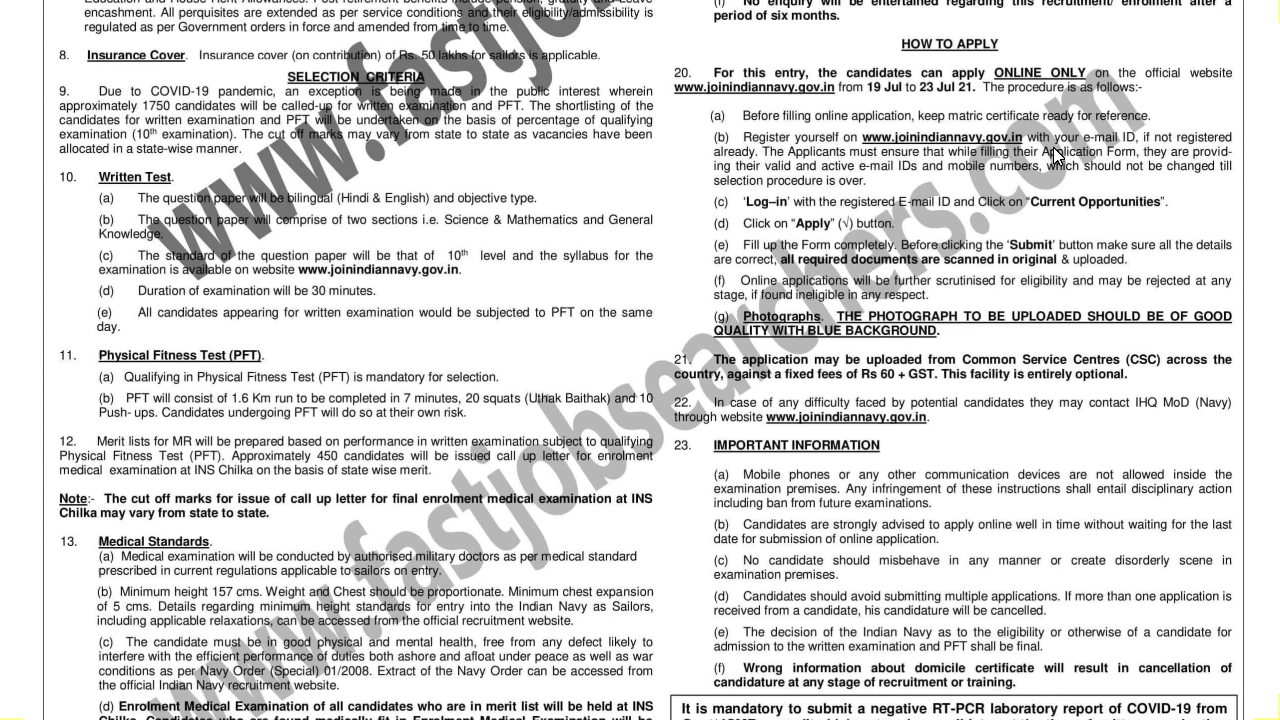 Education and House Rent Allowances. Post retirement benefits include pension, gratuity and Leave
encashment. All perquisites are extended as per service conditions and their eligibility/admissibility is
regulated as per Government orders in force and amended from time to time.
8. Insurance Cover. Insurance cover (on contribution) of Rs. 50 lakhs for sailors is applicable.
SELECTION CRITERIA
9. Due to COVID-19 pandemic, an exception is being made in the public interest wherein
approximately 1750 candidates will be called-up for written examination and PFT. The shortlisting of
candidates for written examination and PFT will be undertaken on the basis of percentage of qualifying
examination (10th examination). The cut off marks may vary from state to state as vacancies have been
allocated in a state-wise manner.
10. Written Test.
(a) The question paper will be bilingual (Hindi & English) and objective type.
(b) The question paper will comprise of two sections i.e. Science & Mathematics and General
Knowledge.
(c) The standard of the question paper will be that of 10th level and the syllabus for the
examination is available on website www.joinindiannavy.gov.in.
(d) Duration of examination will be 30 minutes.
(e) All candidates appearing for written examination would be subjected to PFT on the same
day.
11. Physical Fitness Test (PFT).
(a) Qualifying in Physical Fitness Test (PFT) is mandatory for selection.
(b) PFT will consist of 1.6 Km run to be completed in 7 minutes, 20 squats (Uthak Baithak) and 10
Push- ups. Candidates undergoing PFT will do so at their own risk.
12. Merit lists for MR will be prepared based on performance in written examination subject to qualifying
Physical Fitness Test (PFT). Approximately 450 candidates will be issued call up letter for enrolment
medical examination at INS Chilka on the basis of state wise merit.
Note:- The cut off marks for issue of call up letter for final enrolment medical examination at INS
Chilka may vary from state to state.
13. Medical Standards.
(a) Medical examination will be conducted by authorised military doctors as per medical standard
prescribed in current regulations applicable to sailors on entry.
(b) Minimum height 157 cms. Weight and Chest should be proportionate. Minimum chest expansion
of 5 cms. Details regarding minimum height standards for entry into the Indian Navy as Sailors,
including applicable relaxations, can be accessed from the official recruitment website.
(c) The candidate must be in good physical and mental health, free from any defect likely to
interfere with the efficient performance of duties both ashore and afloat under peace as well as war
conditions as per Navy Order (Special) 01/2008. Extract of the Navy Order can be accessed from
the official Indian Navy recruitment website.
(d) Enrolment Medical Examination of all candidates who are in merit list will be held at INS
Chilka. Candidates who are found medically fit in Enrolment Medical Examination will be
(f) No enquiry will be entertained regarding this recruitment/ enrolment after a
period of six months.
HOW TO APPLY
20. For this entry, the candidates can apply ONLINE ONLY on the official website
www.joinindiannavy.gov.in from 19 Jul to 23 Jul 21. The procedure is as follows:-
(a) Before filling online application, keep matric certificate ready for reference.
(b) Register yourself on www.joinindiannavy.gov.in with your e-mail ID, if not registered
already. The Applicants must ensure that while filling their Application Form, they are provid-
ing their valid and active e-mail IDs and mobile numbers, which should not be changed till
selection procedure is over.
(c) ‘Log–in’ with the registered E-mail ID and Click on “Current Opportunities”.
(d) Click on “Apply” (√) button.
(e) Fill up the Form completely. Before clicking the ‘Submit’ button make sure all the details
are correct, all required documents are scanned in original & uploaded.
(f) Online applications will be further scrutinised for eligibility and may be rejected at any
stage, if found ineligible in any respect.
(g) Photographs. THE PHOTOGRAPH TO BE UPLOADED SHOULD BE OF GOOD
QUALITY WITH BLUE BACKGROUND.
21. The application may be uploaded from Common Service Centres (CSC) across the
country, against a fixed fees of Rs 60 + GST. This facility is entirely optional.
22. In case of any difficulty faced by potential candidates they may contact IHQ MoD (Navy)
through website www.joinindiannavy.gov.in.
23. IMPORTANT INFORMATION
(a) Mobile phones or any other communication devices are not allowed inside the
examination premises. Any infringement of these instructions shall entail disciplinary action
including ban from future examinations.
(b) Candidates are strongly advised to apply online well in time without waiting for the last
date for submission of online application.
(c) No candidate should misbehave in any manner or create disorderly scene in
examination premises.
(d) Candidates should avoid submitting multiple applications. If more than one application is
received from a candidate, his candidature will be cancelled.
(e) The decision of the Indian Navy as to the eligibility or otherwise of a candidate for
admission to the written examination and PFT shall be final.
(f) Wrong information about domicile certificate will result in cancellation of
candidature at any stage of recruitment or training.
It is mandatory to submit a negative RT-PCR laboratory report of COVID-19 from
www.fastjobsearchers.com